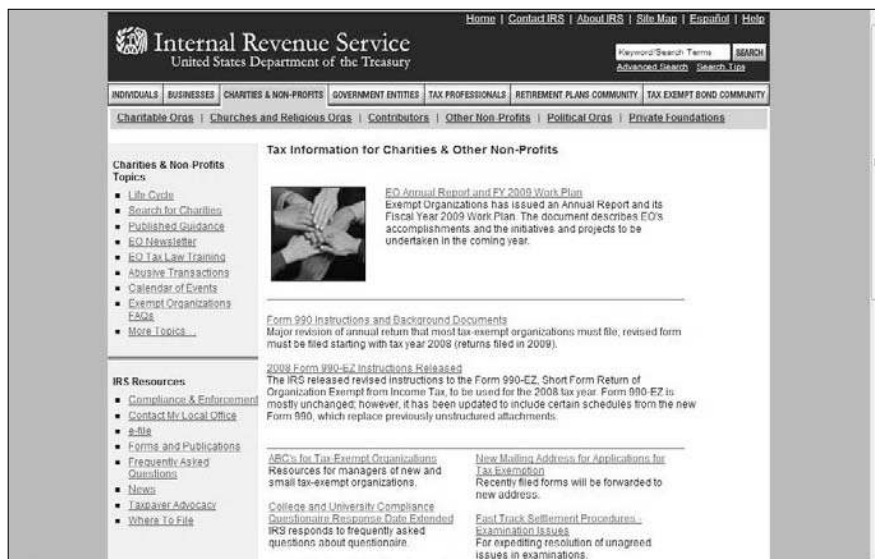 Home | Contact IRS | About IRS | Site Map | Español | Help
Internal Revenue Service
United States Department of the Treasury
Keyword/Search Terms SEARCH
Advanced Search Search Tips
INDIVIDUALS BUSINESSES CHARITIES & NON-PROFITS GOVERNMENT ENTITIES TAX PROFESSIONALS RETIREMENT PLANS COMMUNITY TAX EXEMPT BOND COMMUNITY
Charitable Orgs | Churches and Religious Orgs | Contributors | Other Non-Profits | Political Orgs | Private Foundations
Charities & Non-Profits
Topics
Life Cycle
Search for Charities
Published Guidance
EO Newsletter
EO Tax Law Training
Abusive Transactions
Calendar of Events
Exempt Organizations
FAQs
More Topics ...
IRS Resources
Compliance & Enforcement
Contact My Local Office
e-file
Forms and Publications
Frequently Asked
Questions
News
Taxpayer Advocacy
Where To File
Tax Information for Charities & Other Non-Profits
EO Annual Report and FY 2009 Work Plan
Exempt Organizations has issued an Annual Report and its
Fiscal Year 2009 Work Plan. The document describes EO's
accomplishments and the initiatives and projects to be
undertaken in the coming year.
Form 990 Instructions and Background Documents
Major revision of annual return that most tax-exempt organizations must file; revised form
must be filed starting with tax year 2008 (returns filed in 2009).
2008 Form 990-EZ Instructions Released
The IRS released revised instructions to the Form 990-EZ, Short Form Return of
Organization Exempt from Income Tax, to be used for the 2008 tax year. Form 990-EZ is
mostly unchanged; however, it has been updated to include certain schedules from the new
Form 990, which replace previously unstructured attachments.
ABC's for Tax-Exempt Organizations
Resources for managers of new and
small tax-exempt organizations.
College and University Compliance
Questionaire Response Date Extended
IRS responds to frequently asked
questions about questionaire.
New Mailing Address for Applications for
Tax Exemption
Recently filed forms will be forwarded to
new address.
Fast Track Settlement Procedures -
Examination Issues
For expediting resolution of unagreed
issues in examinations.